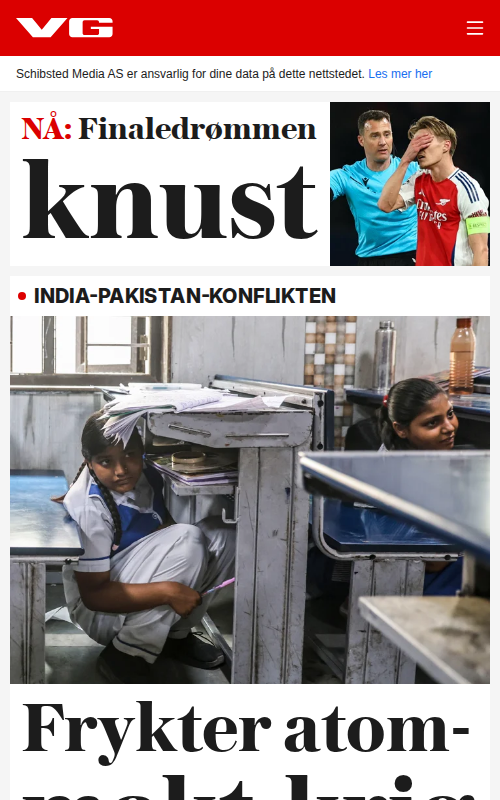 VG
Schibsted Media AS er ansvarlig for dine data på dette nettstedet. Les mer her
NÅ: Finaledrømmen
knust
INDIA-PAKISTAN-KONFLIKTEN
Frykter atom-